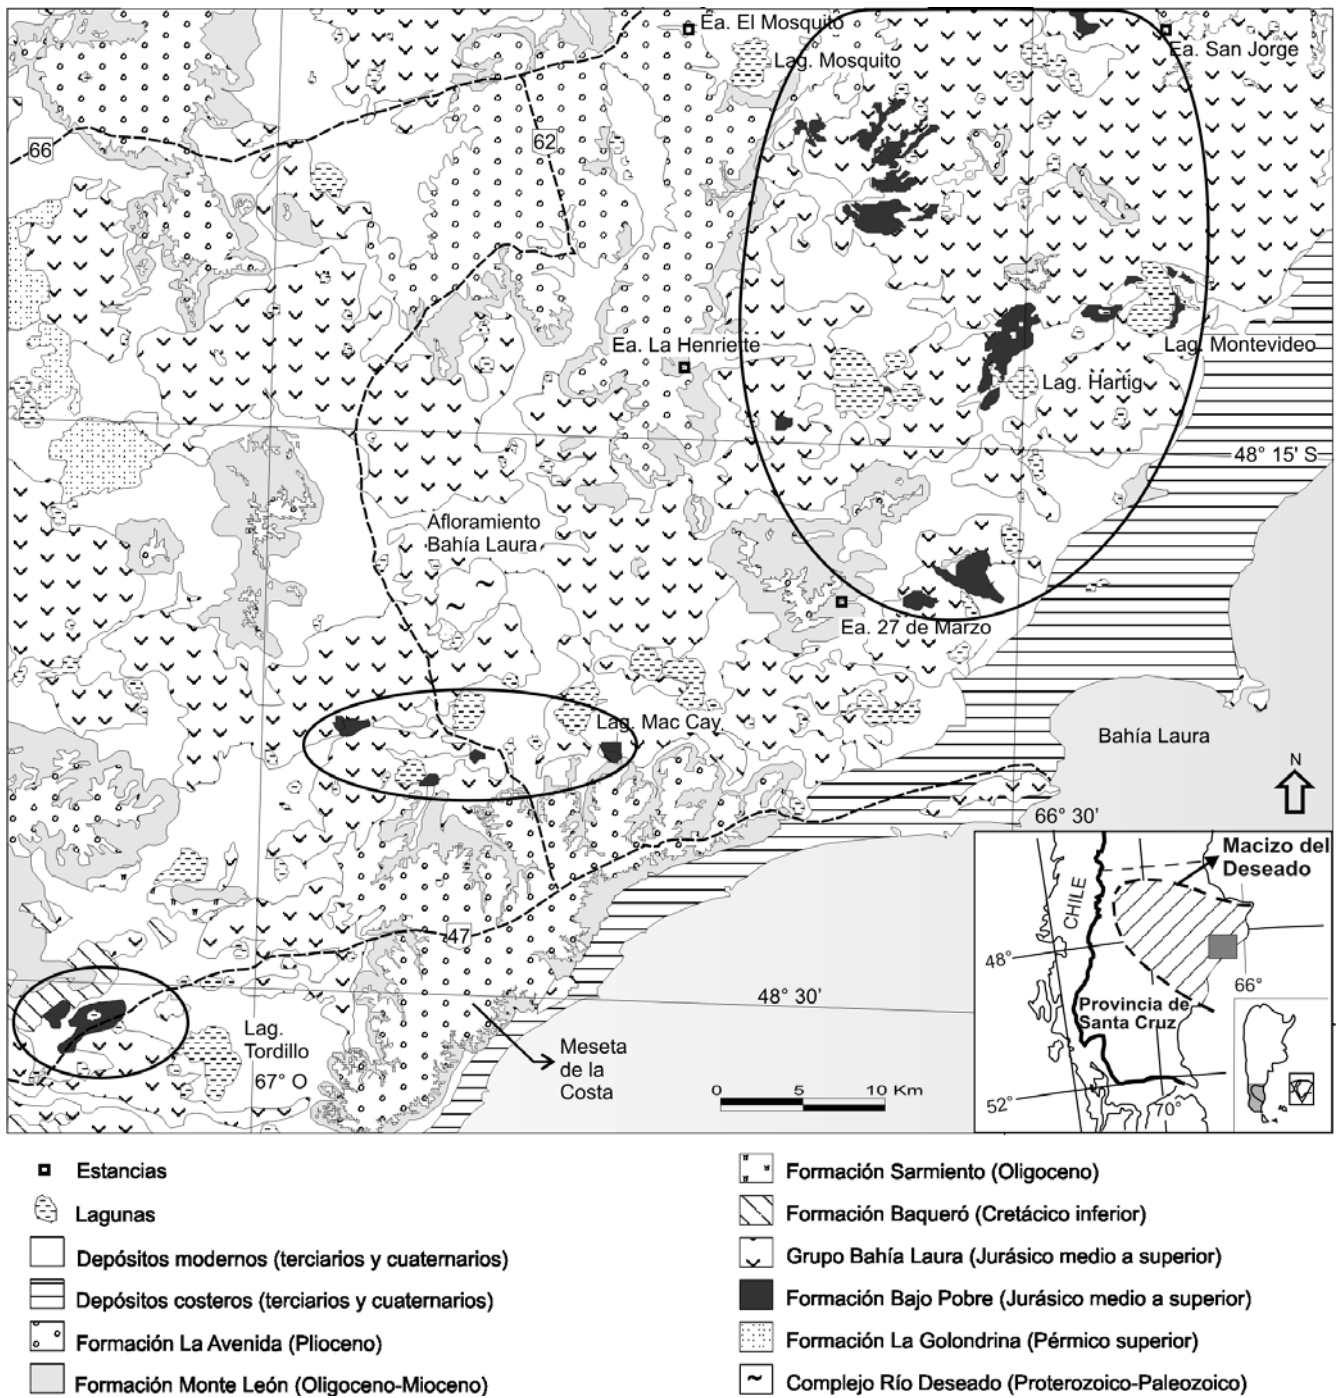 Ea. El Mosquito
Ea. San Jorge
Lag. Mosquito
66
62
Ea. La Henriette
Lag. Montevideo
Lag. Hartig
48° 15' S
Afloramiento
Bahía Laura
Ea. 27 de Marzo
Lag. Mac Cay
Bahía Laura
N
66° 30'
47
48° 30'
Lag.
Tordillo
67° O
Meseta
de la
Costa
0 5 10 Km
Macizo del
Deseado
CHILE
48°
66°
Provincia de
Santa Cruz
52°
70°
Estancias
Lagunas
Depósitos modernos (terciarios y cuaternarios)
Depósitos costeros (terciarios y cuaternarios)
Formación La Avenida (Plioceno)
Formación Monte León (Oligoceno-Mioceno)
Formación Sarmiento (Oligoceno)
Formación Baqueró (Cretácico inferior)
Grupo Bahía Laura (Jurásico medio a superior)
Formación Bajo Pobre (Jurásico medio a superior)
Formación La Golondrina (Pérmico superior)
Complejo Río Deseado (Proterozoico-Paleozoico)